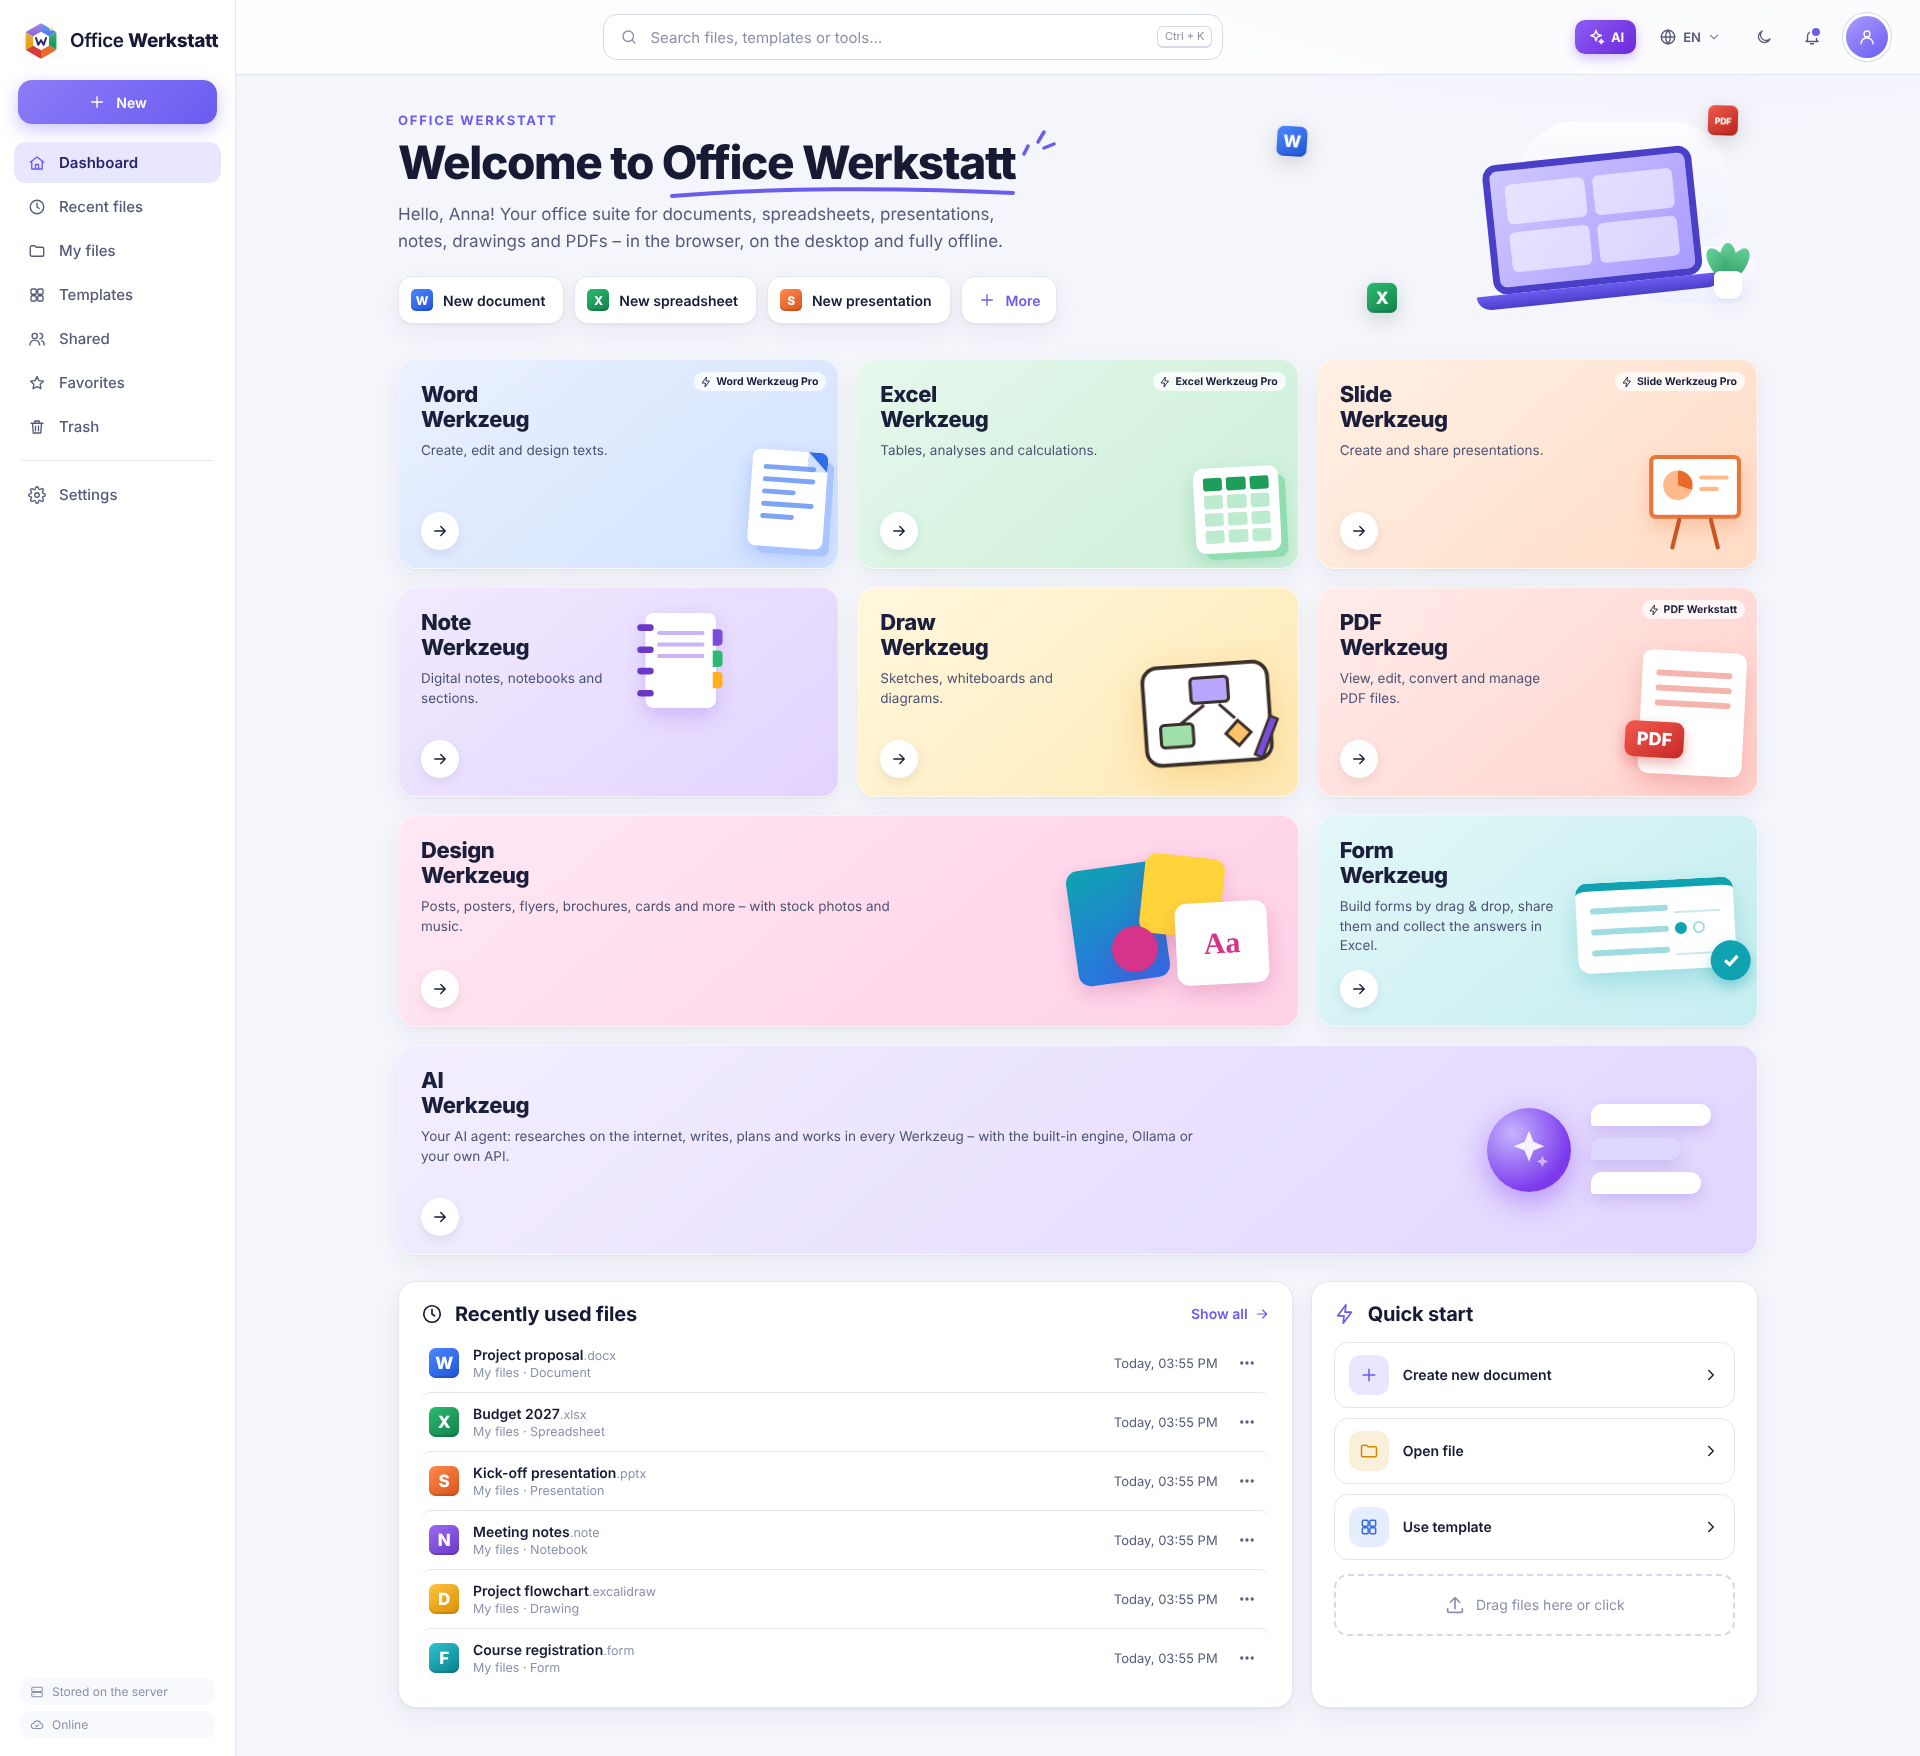 Office Werkstatt
Search files, templates or tools...
Ctrl + K
AI
EN
New
Dashboard
Recent files
My files
Templates
Shared
Favorites
Trash
Settings
Stored on the server
Online
OFFICE WERKSTATT
Welcome to Office Werkstatt
Hello, Anna! Your office suite for documents, spreadsheets, presentations,
notes, drawings and PDFs – in the browser, on the desktop and fully offline.
W New document
X New spreadsheet
S New presentation
More
W
X
PDF
Word
Werkzeug
Word Werkzeug Pro
Create, edit and design texts.
Excel
Werkzeug
Excel Werkzeug Pro
Tables, analyses and calculations.
Slide
Werkzeug
Slide Werkzeug Pro
Create and share presentations.
Note
Werkzeug
Digital notes, notebooks and
sections.
Draw
Werkzeug
Sketches, whiteboards and
diagrams.
PDF
Werkzeug
PDF Werkstatt
View, edit, convert and manage
PDF files.
PDF
Design
Werkzeug
Posts, posters, flyers, brochures, cards and more – with stock photos and
music.
Aa
Form
Werkzeug
Build forms by drag & drop, share
them and collect the answers in
Excel.
AI
Werkzeug
Your AI agent: researches on the internet, writes, plans and works in every Werkzeug – with the built-in engine, Ollama or
your own API.
Recently used files
Show all
W Project proposal.docx
My files · Document
Today, 03:55 PM
X Budget 2027.xlsx
My files · Spreadsheet
Today, 03:55 PM
S Kick-off presentation.pptx
My files · Presentation
Today, 03:55 PM
N Meeting notes.note
My files · Notebook
Today, 03:55 PM
D Project flowchart.excalidraw
My files · Drawing
Today, 03:55 PM
F Course registration.form
My files · Form
Today, 03:55 PM
Quick start
Create new document
Open file
Use template
Drag files here or click